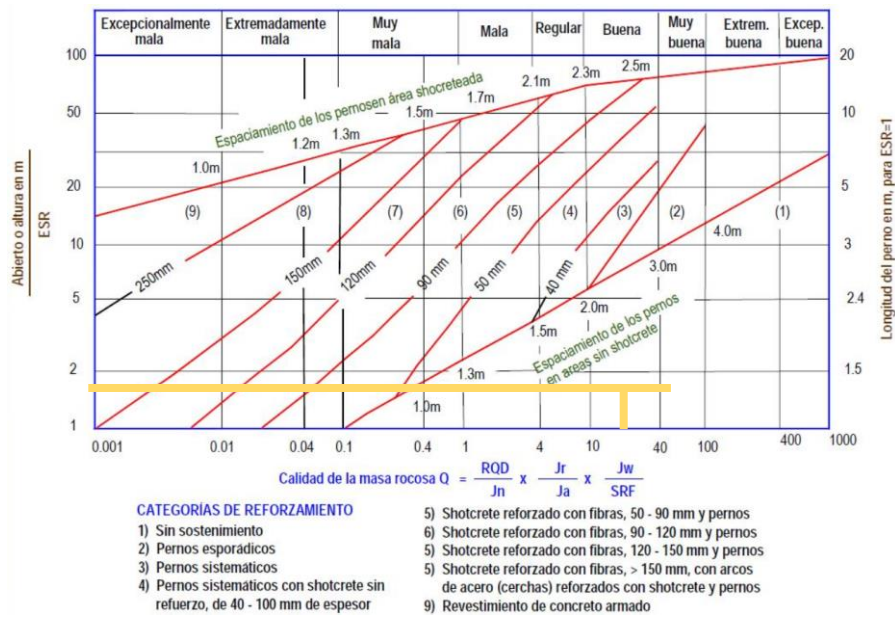 Excepcionalmente mala
Extremadamente mala
Muy mala
Mala
Regular
Buena
Muy buena
Extrem. buena
Excep. buena
100
50
20
10
5
2
1
20
10
5
3
2.4
1.5
Abierto o altura en m
ESR
Longitud del perno en m, para ESR=1
Espaciamiento de los pernosen área shocreteada
1.0m
1.2m
1.3m
1.5m
1.7m
2.1m
2.3m
2.5m
(9)
(8)
(7)
(6)
(5)
(4)
(3)
(2)
(1)
250mm
150mm
120mm
90 mm
50 mm
40 mm
4.0m
3.0m
2.0m
1.5m
1.3m
1.0m
Espaciamiento de los pernos
en areas sin shotcrete
0.001
0.01
0.04
0.1
0.4
1
4
10
40
100
400
1000
Calidad de la masa rocosa Q = RQD/Jn x Jr/Ja x Jw/SRF
CATEGORÍAS DE REFORZAMIENTO
1) Sin sostenimiento
2) Pernos esporádicos
3) Pernos sistemáticos
4) Pernos sistemáticos con shotcrete sin
refuerzo, de 40 - 100 mm de espesor
5) Shotcrete reforzado con fibras, 50 - 90 mm y pernos
6) Shotcrete reforzado con fibras, 90 - 120 mm y pernos
5) Shotcrete reforzado con fibras, 120 - 150 mm y pernos
5) Shotcrete reforzado con fibras, > 150 mm, con arcos
de acero (cerchas) reforzados con shotcrete y pernos
9) Revestimiento de concreto armado